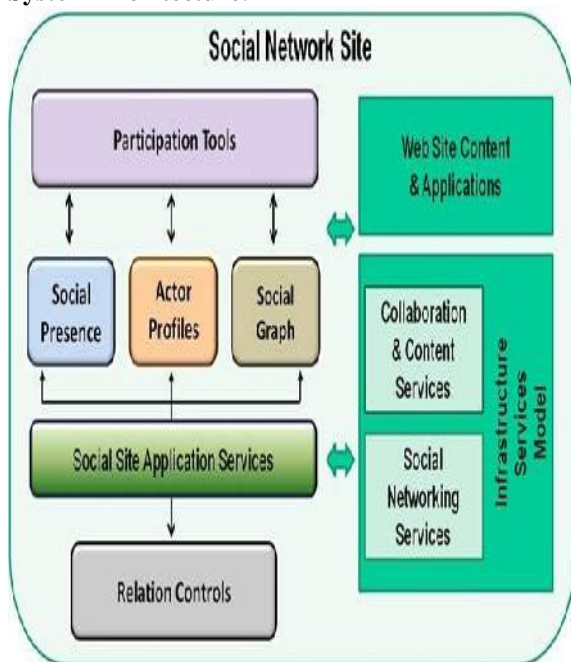 Social Network Site
Participation Tools
Web Site Content
& Applications
Social
Presence
Actor
Profiles
Social
Graph
Collaboration
& Content
Services
Social
Networking
Services
Infrastructure
Services
Model
Social Site Application Services
Relation Controls